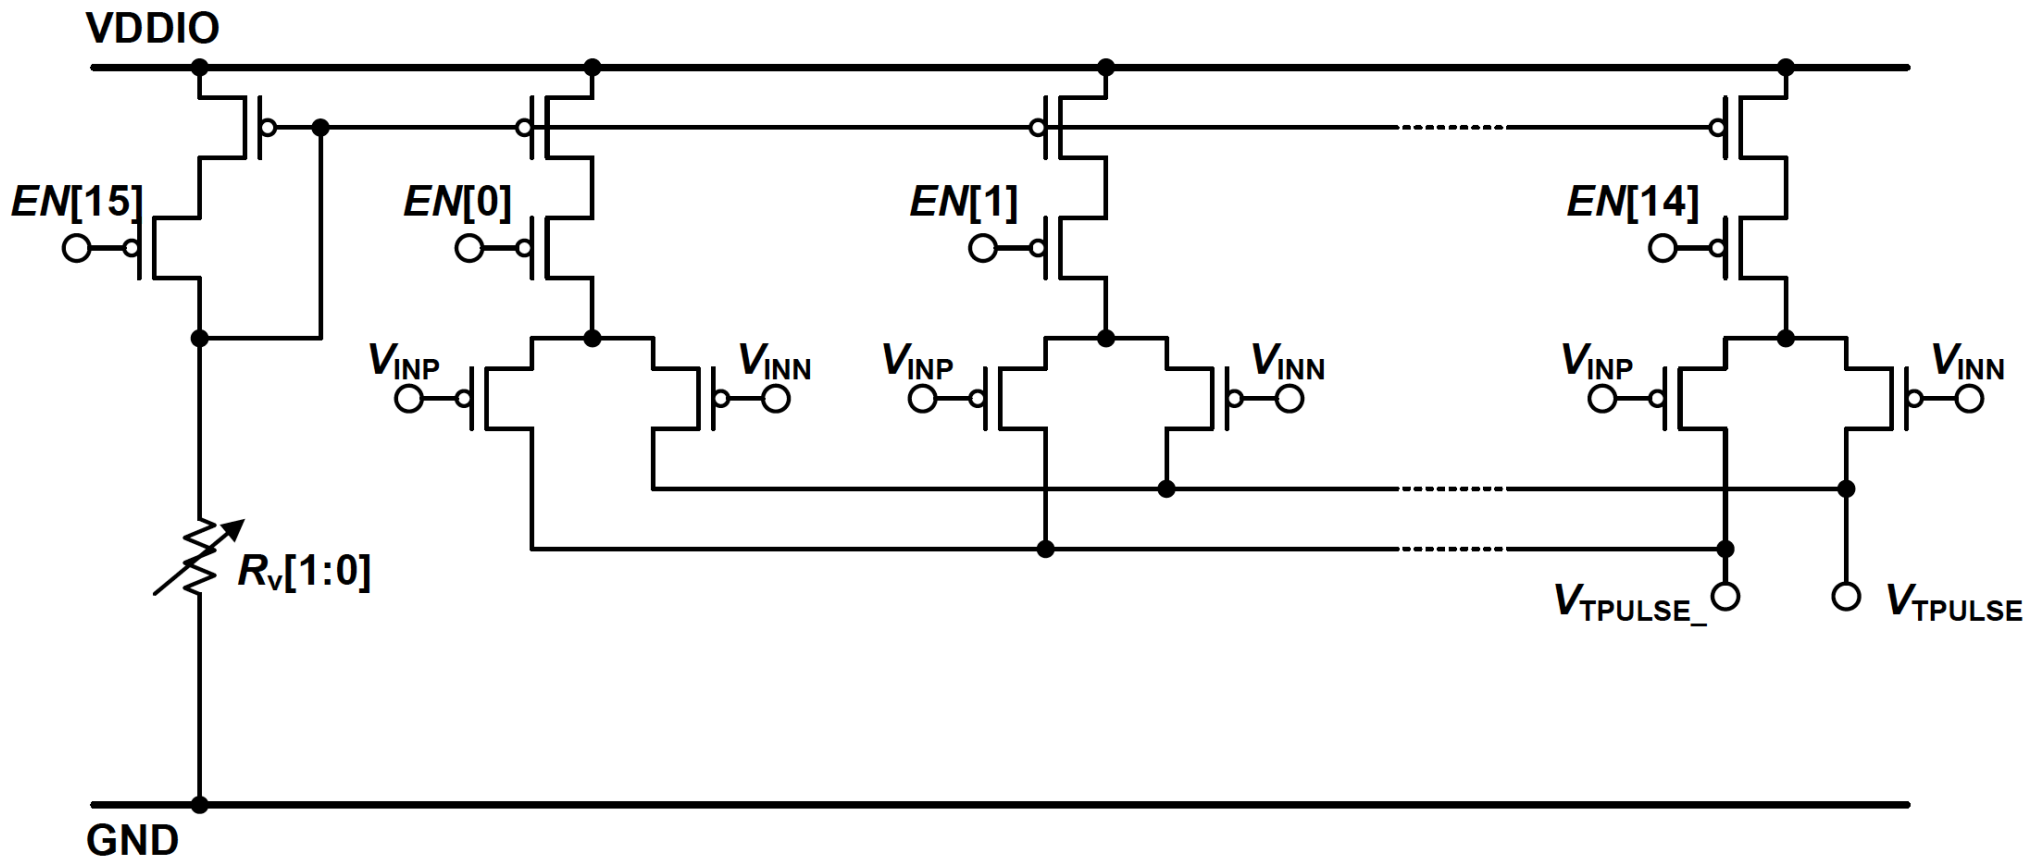 VDDIO
EN[15]
EN[0]
EN[1]
EN[14]
VINP
VINN
VINP
VINN
VINP
VINN
Rv[1:0]
VTPULSE_
VTPULSE
GND